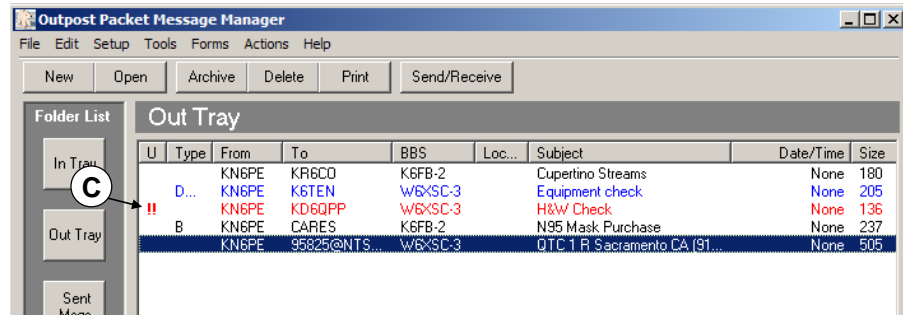 Outpost Packet Message Manager
File Edit Setup Tools Forms Actions Help
New Open Archive Delete Print Send/Receive
Folder List Out Tray
In Tray
C
Out Tray
Sent
U Type From To BBS Loc... Subject Date/Time Size
KN6PE KR6CO K6FB-2 Cupertino Streams None 180
D... KN6PE K6TEN W6XSC-3 Equipment check None 205
!! KN6PE KD6QPP W6XSC-3 H&W Check None 136
B KN6PE CARES K6FB-2 N95 Mask Purchase None 237
KN6PE 95825@NTS... W6XSC-3 QTC 1 R Sacramento CA (91... None 505